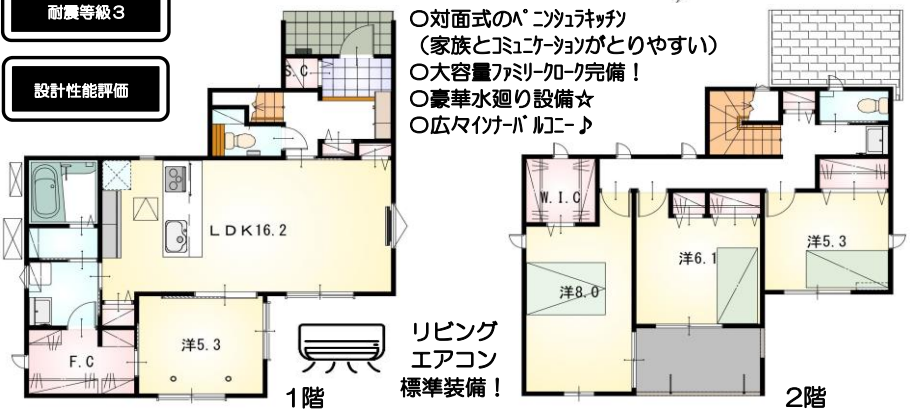 耐震等級３
設計性能評価
〇対面式のﾍﾟﾆﾝｼｭﾗｷｯﾁﾝ
（家族とｺﾐｭﾆｹｰｼｮﾝがとりやすい）
〇大容量ﾌｧﾐﾘｰｸﾛｰｸ完備！
〇豪華水廻り設備☆
〇広々ｲﾝﾅｰﾊﾞﾙｺﾆｰ♪
S.C
LDK16.2
洋5.3
F.C
1階
リビング
エアコン
標準装備！
W.I.C
洋8.0
洋6.1
洋5.3
2階